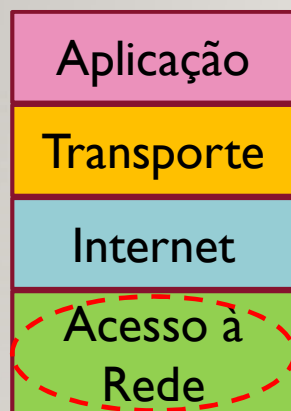 Aplicação
Transporte
Internet
Acesso à
Rede